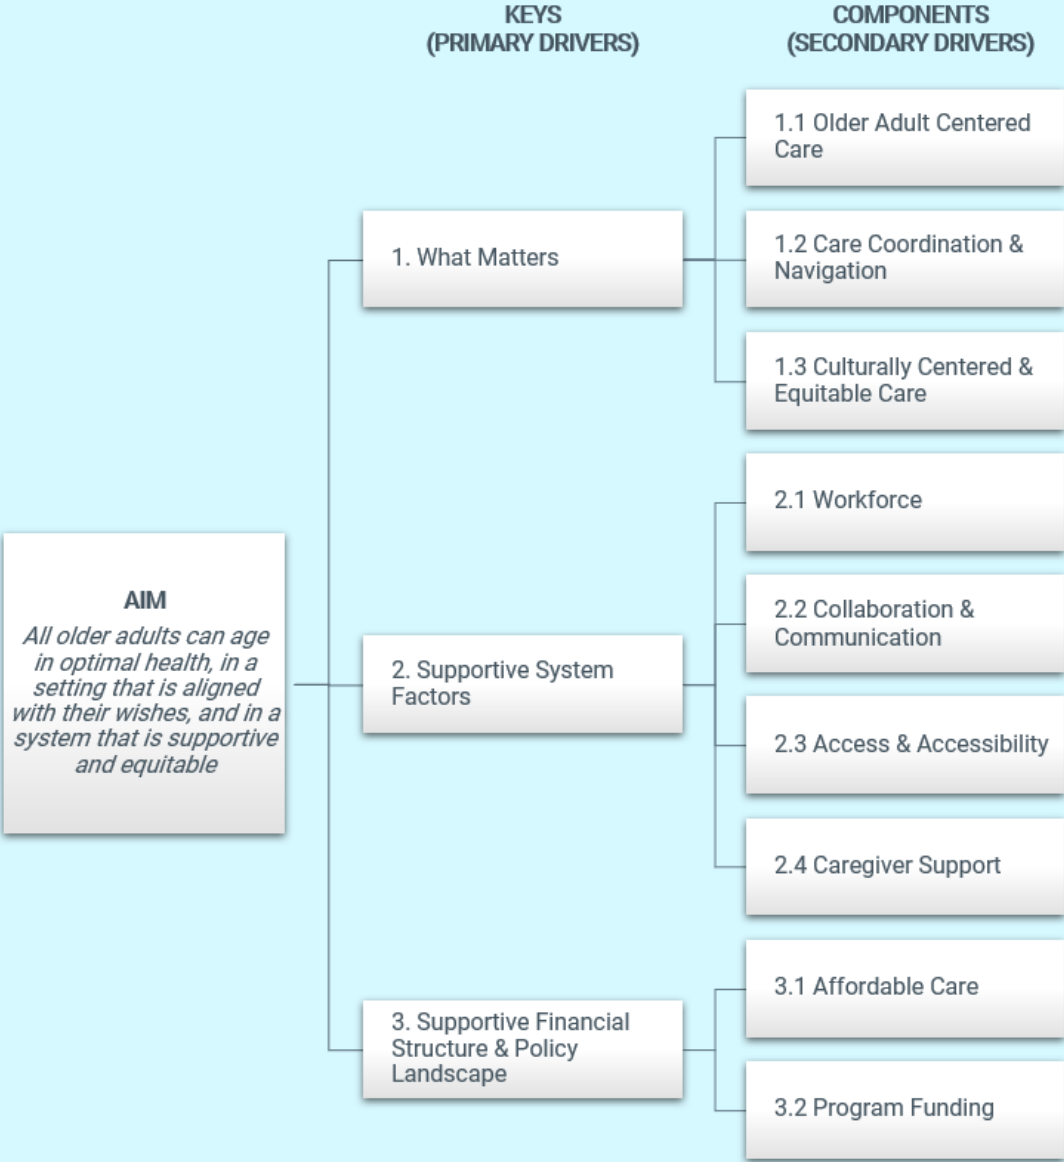 KEYS
(PRIMARY DRIVERS)
COMPONENTS
(SECONDARY DRIVERS)
AIM
All older adults can age
in optimal health, in a
setting that is aligned
with their wishes, and in a
system that is supportive
and equitable
1. What Matters
1.1 Older Adult Centered
Care
1.2 Care Coordination &
Navigation
1.3 Culturally Centered &
Equitable Care
2. Supportive System
Factors
2.1 Workforce
2.2 Collaboration &
Communication
2.3 Access & Accessibility
2.4 Caregiver Support
3. Supportive Financial
Structure & Policy
Landscape
3.1 Affordable Care
3.2 Program Funding